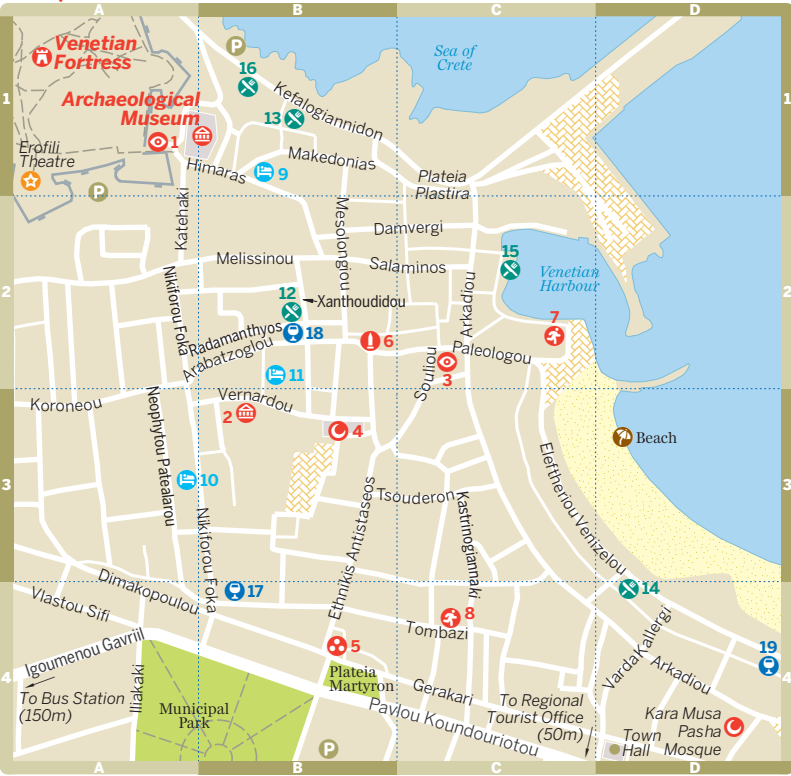 A B C D
1 1
2 2
3 3
4 4
A B C D
Venetian
Fortress
Archaeological
Museum
1
Erofili
Theatre
P
P
16
13
Kefalogiannidon
Sea of
Crete
Makedonias
9
Himaras
Plateia
Plastira
Katehaki
Mesolongiou
Damvergi
Melissinou
Salaminos
15
Venetian
Harbour
Arkadiou
Nikiforou Foka
12
Xanthoudidou
Radamanthyos
18
Arabatzoglou
6
7
Paleologou
3
Souliou
11
Vernardou
2
4
Koroneou
Neophytou Patealarou
10
Nikiforou Foka
Beach
Eleftheriou Venizelou
Tsouderon
Kastrinogiannaki
Ethnikis Antistaseos
17
Dimakopoulou
Vlastou Sifi
14
8
Tombazi
5
Varda Kallergi
Arkadiou
19
Igoumenou Gavriil
Iliakaki
To Bus Station
(150m)
Municipal
Park
Plateia
Martyron
Gerakari
Pavlou Koundouriotou
P
To Regional
Tourist Office
(50m)
Town
Hall
Kara Musa
Pasha
Mosque